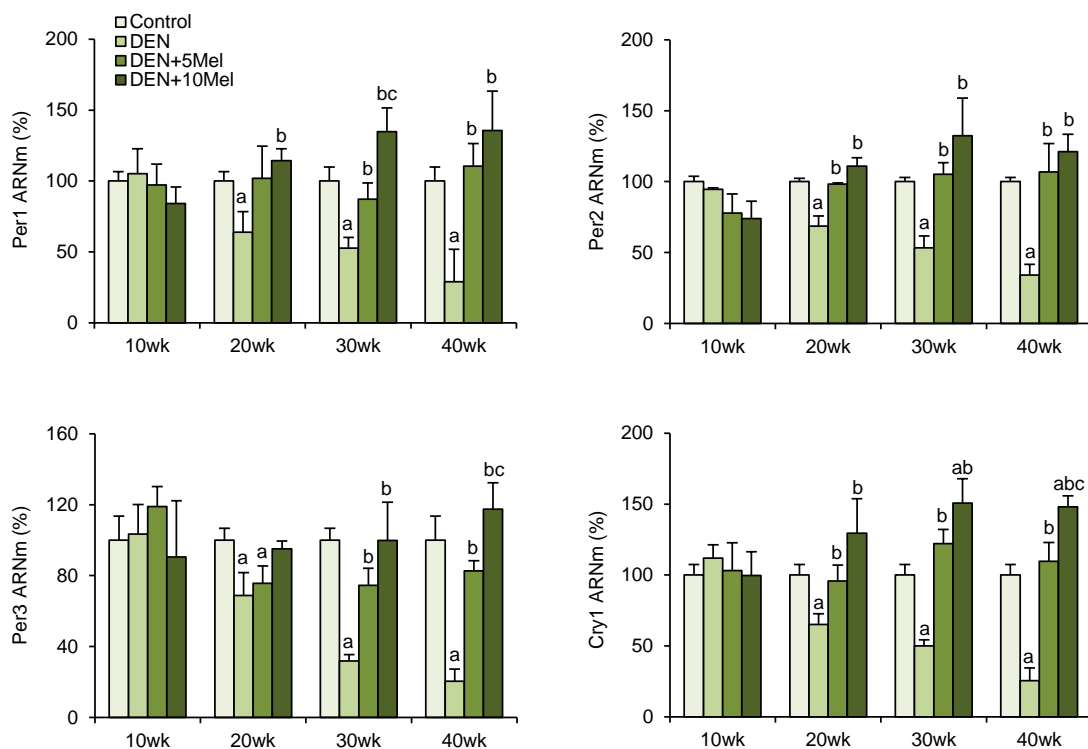 Control
DEN
DEN+5Mel
DEN+10Mel
Per1 ARNm (%)
200
150
100
50
0
b
a
bc
b
a
b
b
a
10wk 20wk 30wk 40wk
Per2 ARNm (%)
200
150
100
50
0
b
b
a
b
b
a
b
b
a
10wk 20wk 30wk 40wk
Per3 ARNm (%)
160
120
80
40
0
a a
b
b
a
bc
b
a
10wk 20wk 30wk 40wk
Cry1 ARNm (%)
200
150
100
50
0
b
b
a
ab
b
a
abc
b
a
10wk 20wk 30wk 40wk